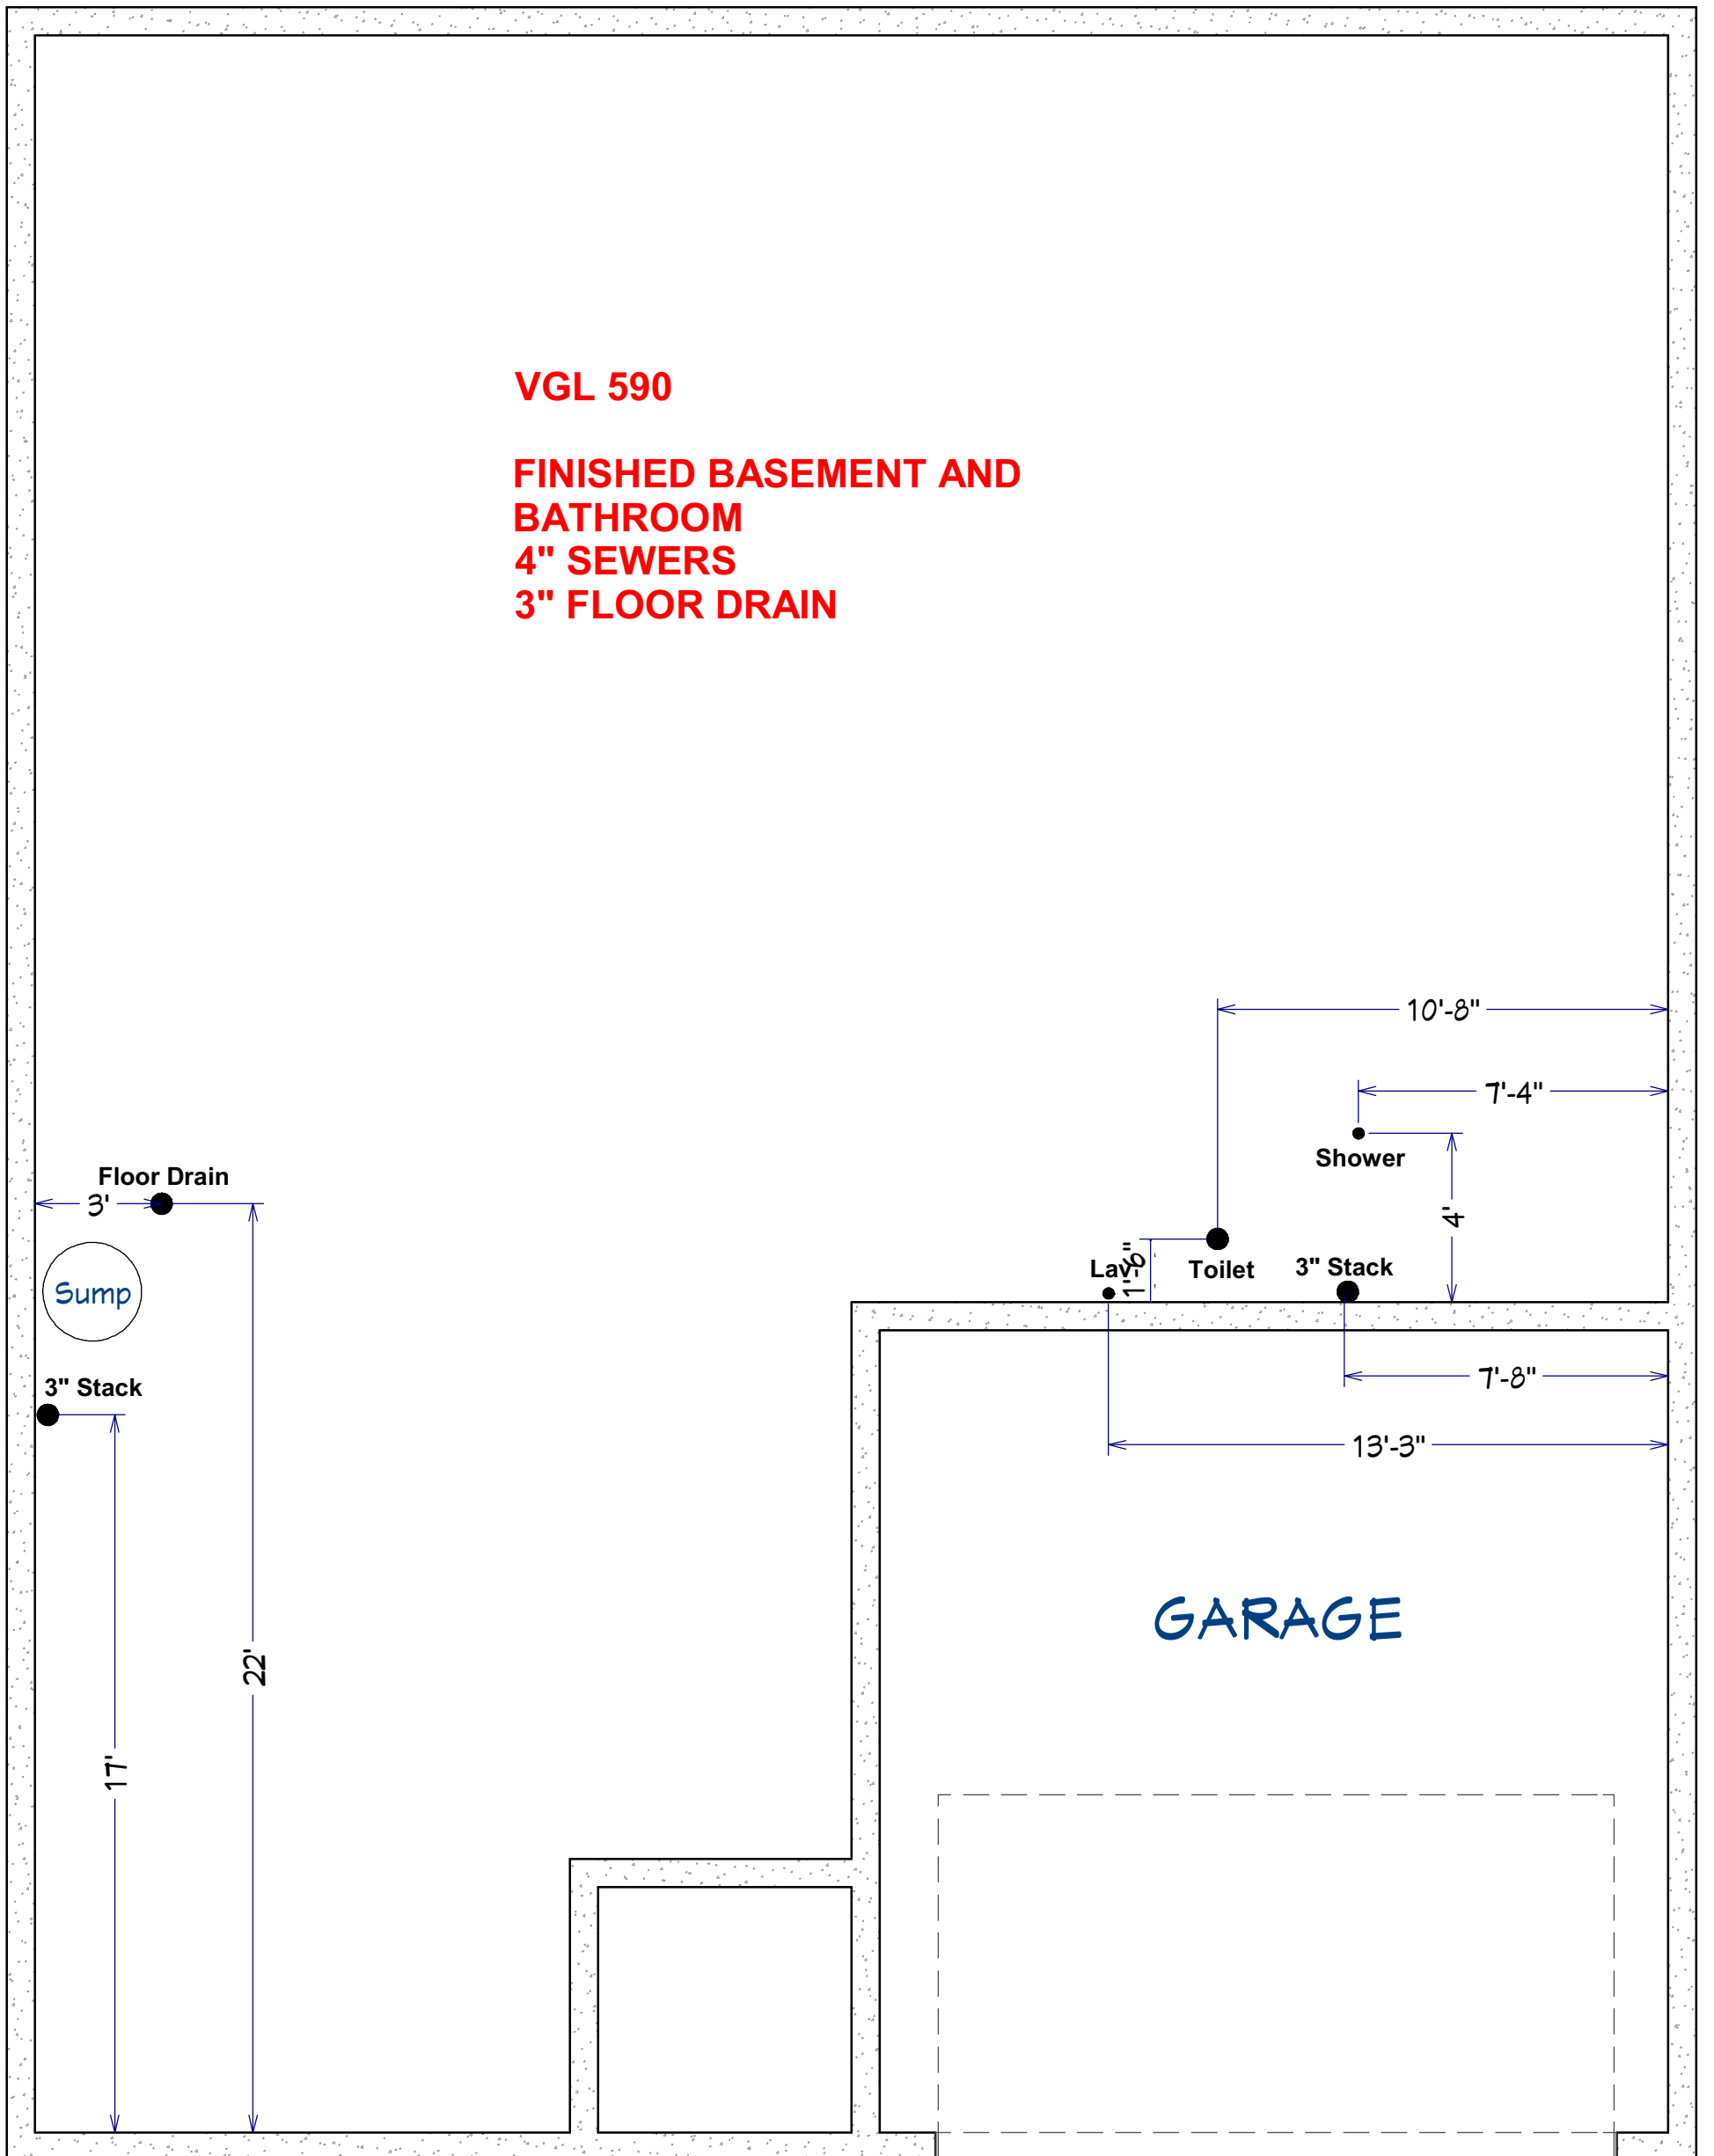 VGL 590
FINISHED BASEMENT AND
BATHROOM
4" SEWERS
3" FLOOR DRAIN
10'-8"
7'-4"
Shower
Floor Drain
3'
4'
1'-6"
Lav
Toilet
3" Stack
Sump
7'-8"
3" Stack
13'-3"
GARAGE
22'
17'